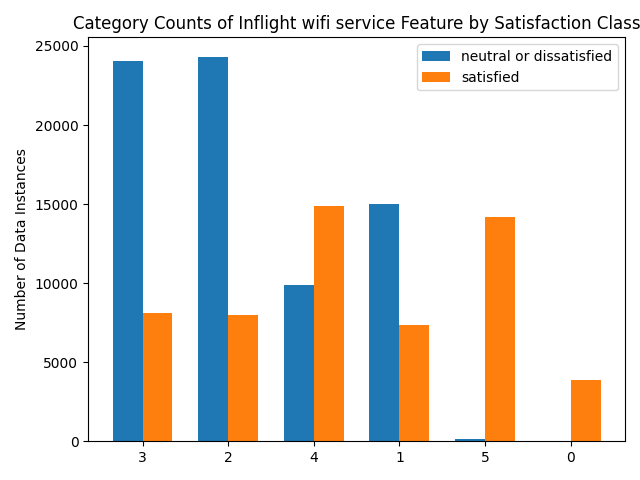 Category Counts of Inflight wifi service Feature by Satisfaction Class
neutral or dissatisfied
satisfied
Number of Data Instances
25000
20000
15000
10000
5000
0
3 2 4 1 5 0